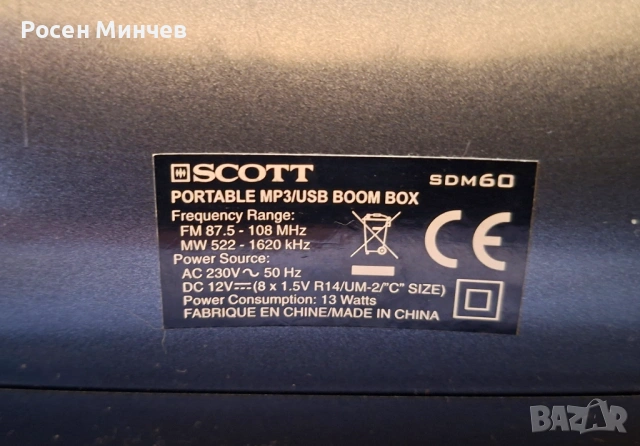 Росен Минчев
SCOTT SDM60
PORTABLE MP3/USB BOOM BOX
Frequency Range:
FM 87.5 - 108 MHz
MW 522 - 1620 kHz
Power Source:
AC 230V ~ 50 Hz
DC 12V⎓(8 x 1.5V R14/UM-2/"C" SIZE)
Power Consumption: 13 Watts
FABRIQUE EN CHINE/MADE IN CHINA
CE
BAZAR